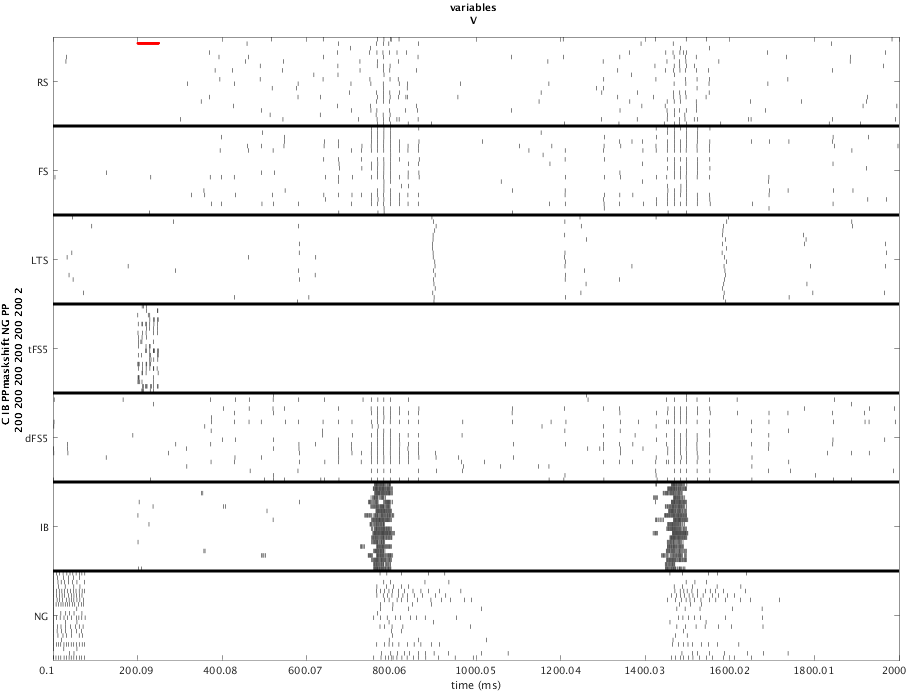 variables
V
C IB PPmaskshift NG PP
200 200 200 200 200 200 2
RS
FS
LTS
tFS5
dFS5
IB
NG
0.1 200.09 400.08 600.07 800.06 1000.05 1200.04 1400.03 1600.02 1800.01 2000
time (ms)